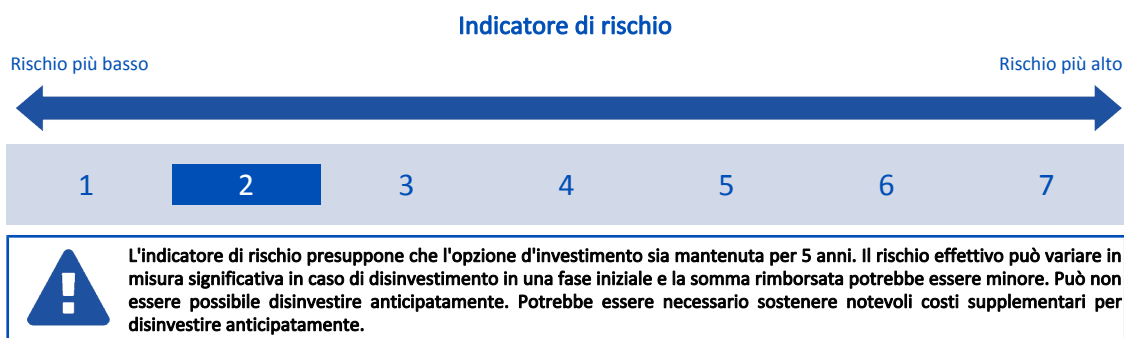 Indicatore di rischio
Rischio più basso
Rischio più alto
1 2 3 4 5 6 7
L'indicatore di rischio presuppone che l'opzione d'investimento sia mantenuta per 5 anni. Il rischio effettivo può variare in
misura significativa in caso di disinvestimento in una fase iniziale e la somma rimborsata potrebbe essere minore. Può non
essere possibile disinvestire anticipatamente. Potrebbe essere necessario sostenere notevoli costi supplementari per
disinvestire anticipatamente.